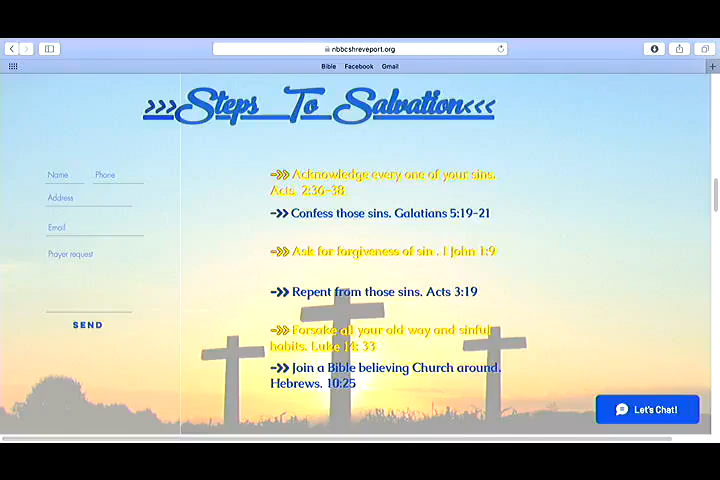 nbbcshreveport.org
Bible Facebook Gmail
>>>Steps To Salvation<<<
Name Phone
Address
Email
Prayer request
SEND
Acknowledge every one of your sins.
Acts. 2:36-38
Confess those sins. Galatians 5:19-21
Ask for forgiveness of sin . I John 1:9
Repent from those sins. Acts 3:19
Forsake all your old way and sinful
habits. Luke 14: 33
Join a Bible believing Church around.
Hebrews. 10:25
Let's Chat!